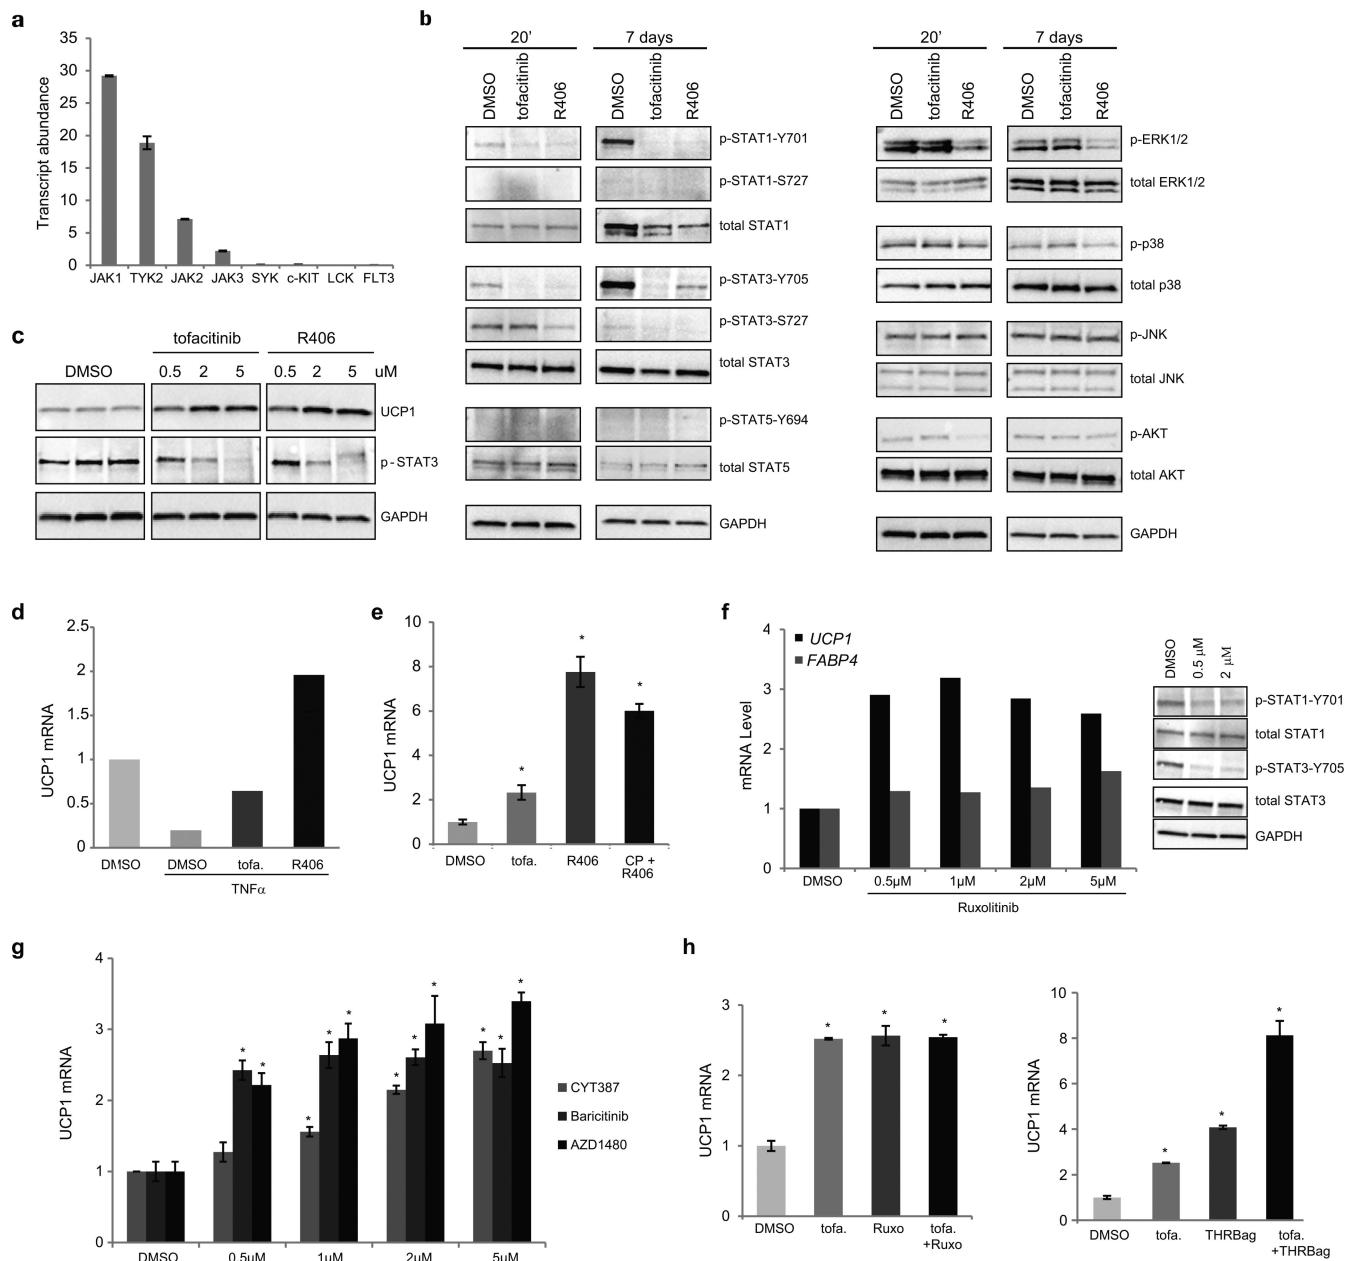 a
Transcript abundance
35
30
25
20
15
10
5
0
JAK1 TYK2 JAK2 JAK3 SYK c-KIT LCK FLT3
b
20' 7 days
DMSO tofacitinib R406 DMSO tofacitinib R406
p-STAT1-Y701
p-STAT1-S727
total STAT1
p-STAT3-Y705
p-STAT3-S727
total STAT3
p-STAT5-Y694
total STAT5
GAPDH
20' 7 days
DMSO tofacitinib R406 DMSO tofacitinib R406
p-ERK1/2
total ERK1/2
p-p38
total p38
p-JNK
total JNK
p-AKT
total AKT
GAPDH
c
tofacitinib R406
DMSO 0.5 2 5 0.5 2 5 uM
UCP1
p-STAT3
GAPDH
d
UCP1 mRNA
2.5
2
1.5
1
0.5
0
DMSO DMSO tofa. R406
TNFα
e
UCP1 mRNA
10
8
6
4
2
0
* * *
DMSO tofa. R406 CP +
R406
f
mRNA Level
4
3
2
1
0
UCP1
FABP4
DMSO 0.5µM 1µM 2µM 5µM
Ruxolitinib
DMSO 0.5 µM 2 µM
p-STAT1-Y701
total STAT1
p-STAT3-Y705
total STAT3
GAPDH
g
UCP1 mRNA
4
3
2
1
0
* * * * * * * * * * *
CYT387
Baricitinib
AZD1480
DMSO 0.5uM 1uM 2uM 5uM
h
UCP1 mRNA
3
2
1
0
* * *
DMSO tofa. Ruxo tofa.
+Ruxo
UCP1 mRNA
10
8
6
4
2
0
* * *
DMSO tofa. THRBag tofa.
+THRBag